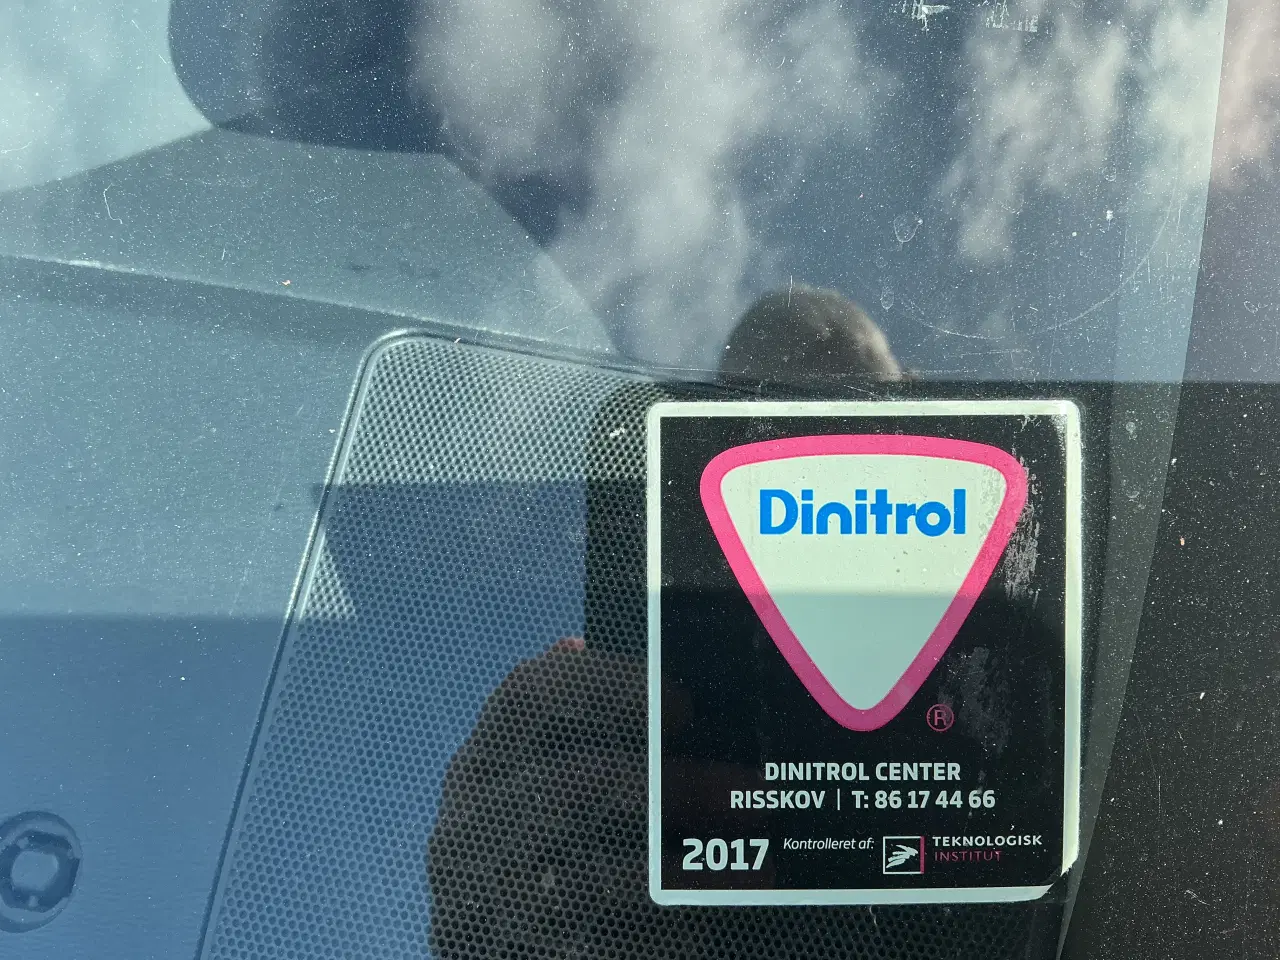 Dinitrol
®
DINITROL CENTER
RISSKOV | T: 86 17 44 66
2017 Kontrolleret af: TEKNOLOGISK
INSTITUT